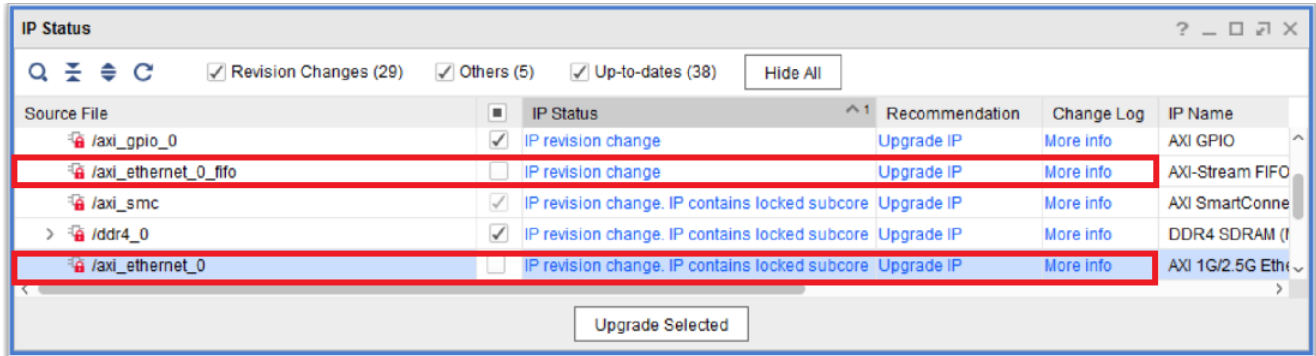 IP Status
Revision Changes (29) Others (5) Up-to-dates (38) Hide All
Source File IP Status 1 Recommendation Change Log IP Name
/axi_gpio_0 IP revision change Upgrade IP More info AXI GPIO
/axi_ethernet_0_fifo IP revision change Upgrade IP More info AXI-Stream FIFO
/axi_smc IP revision change. IP contains locked subcore Upgrade IP More info AXI SmartConne
/ddr4_0 IP revision change. IP contains locked subcore Upgrade IP More info DDR4 SDRAM (M
/axi_ethernet_0 IP revision change. IP contains locked subcore Upgrade IP More info AXI 1G/2.5G Ethe
Upgrade Selected